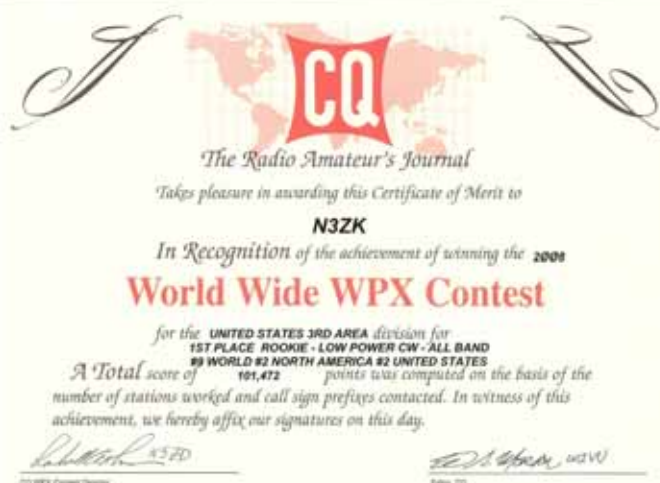 CQ
The Radio Amateur's Journal
Takes pleasure in awarding this Certificate of Merit to
N3ZK
In Recognition of the achievement of winning the 2008
World Wide WPX Contest
for the UNITED STATES 3RD AREA division for
1ST PLACE ROOKIE - LOW POWER CW - ALL BAND
#9 WORLD #2 NORTH AMERICA #2 UNITED STATES
A Total score of 101,472 points was computed on the basis of the
number of stations worked and call sign prefixes contacted. In witness of this
achievement, we hereby affix our signatures on this day.
K5ZD